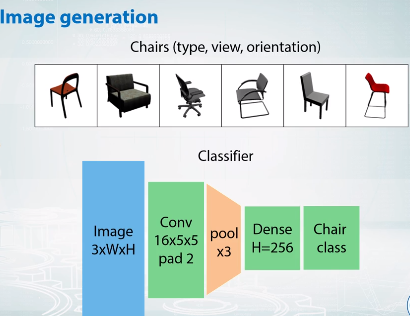 Image generation
Chairs (type, view, orientation)
Classifier
Image
3xWxH
Conv
16x5x5
pad 2
pool
x3
Dense
H=256
Chair
class